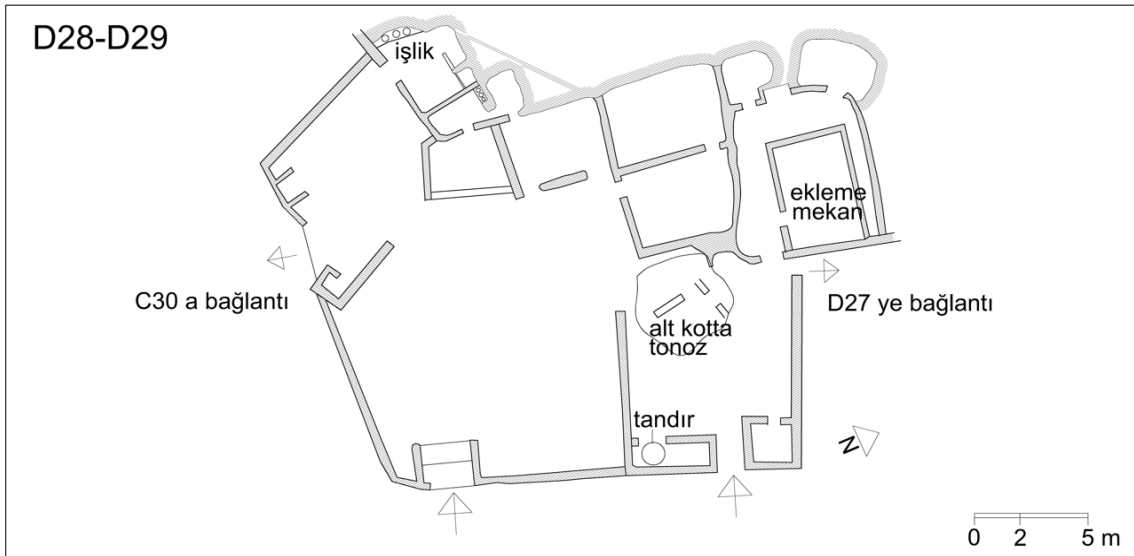 D28-D29
işlik
ekleme
mekan
C30 a bağlantı
D27 ye bağlantı
alt kotta
tonoz
tandır
N
0 2 5 m